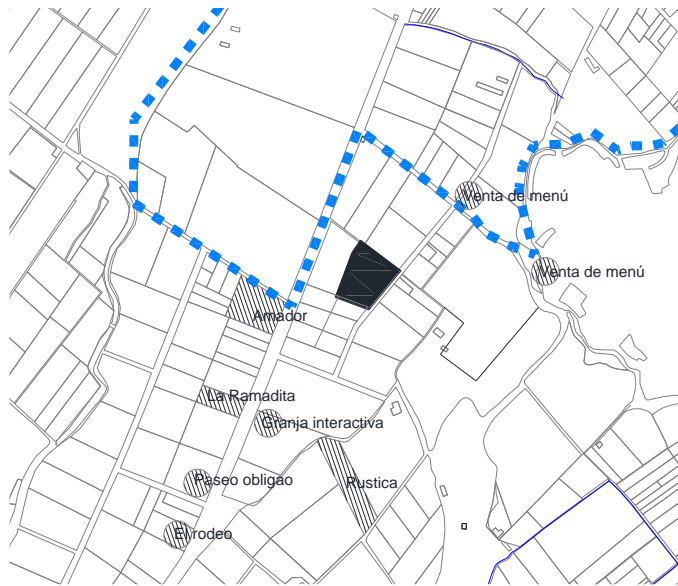 Venta de menú
Venta de menú
Amador
La Ramadita
Granja interactiva
Paseo obligao
Rustica
El rodeo